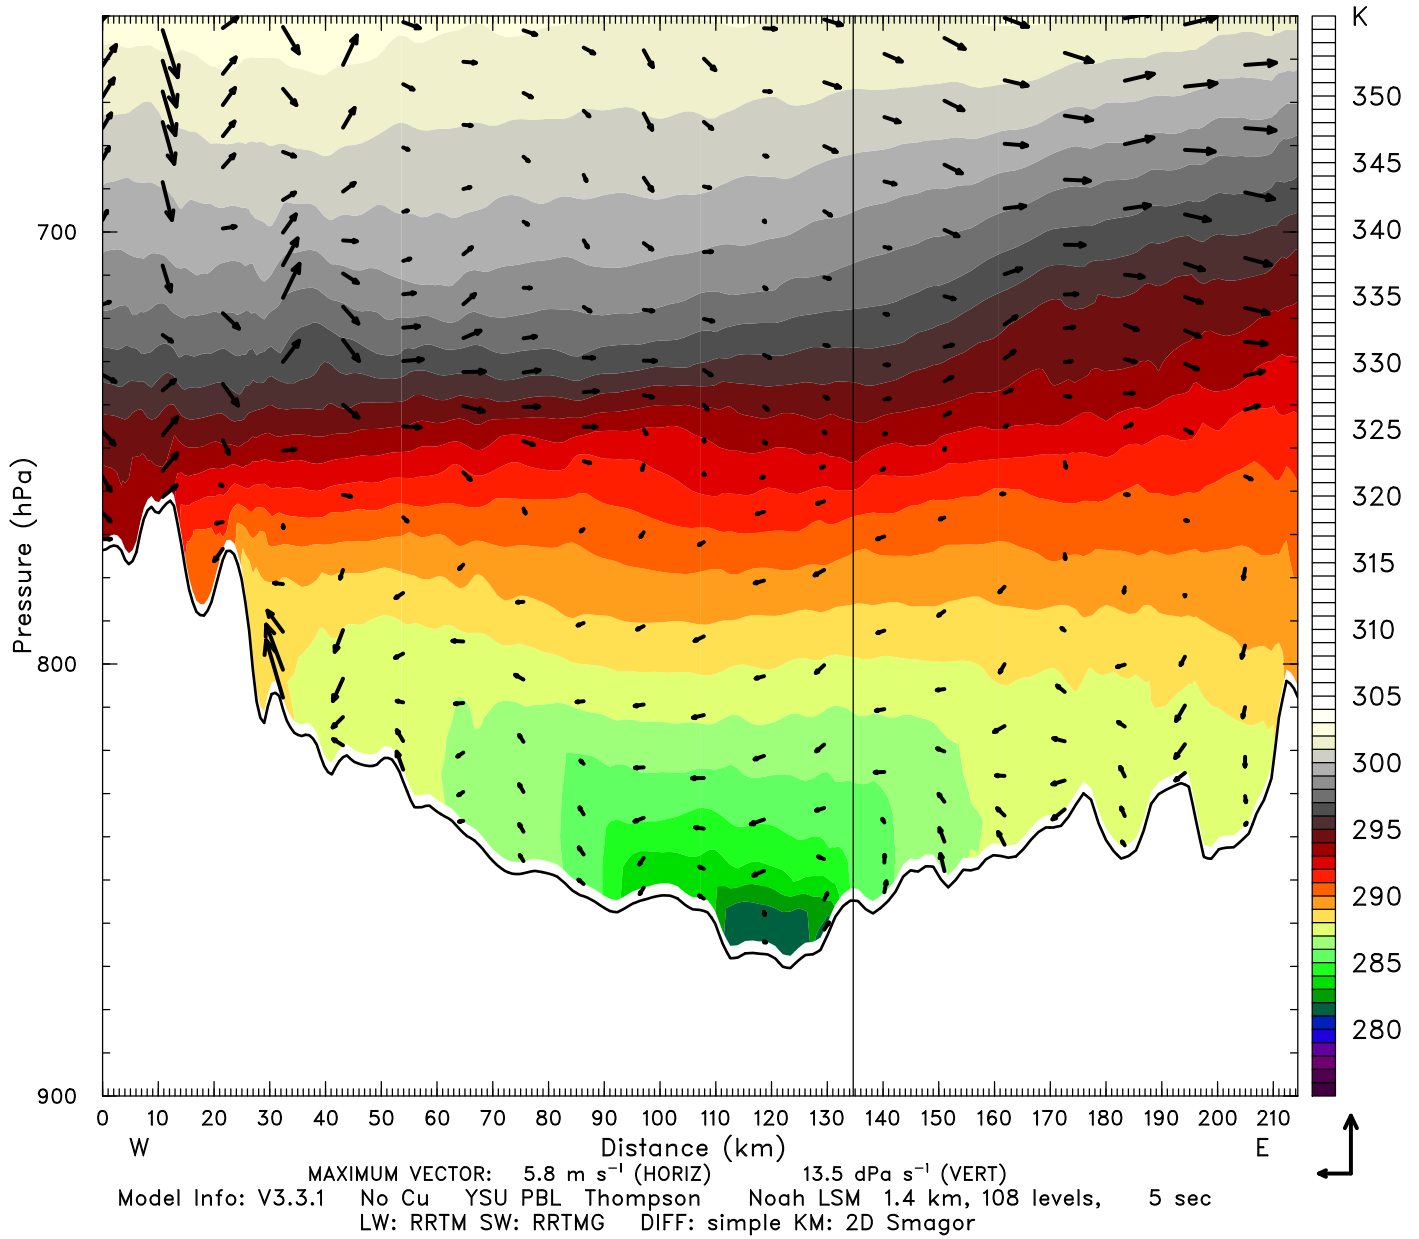 K
350
345
340
335
330
325
320
315
310
305
300
295
290
285
280
Pressure (hPa)
700
800
900
0 10 20 30 40 50 60 70 80 90 100 110 120 130 140 150 160 170 180 190 200 210
W Distance (km) E
MAXIMUM VECTOR: 5.8 m s⁻¹ (HORIZ) 13.5 dPa s⁻¹ (VERT)
Model Info: V3.3.1 No Cu YSU PBL Thompson Noah LSM 1.4 km, 108 levels, 5 sec
LW: RRTM SW: RRTMG DIFF: simple KM: 2D Smagor